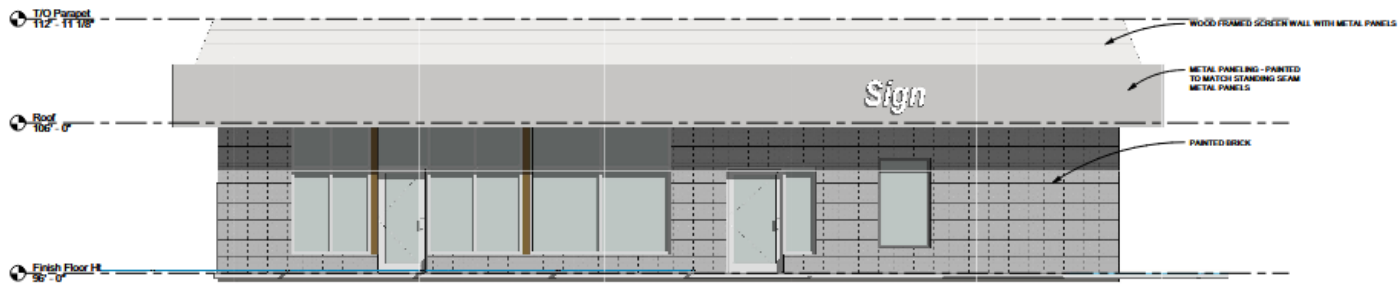 T/O Parapet
112' - 11 1/8"
WOOD FRAMED SCREEN WALL WITH METAL PANELS
METAL PANELING - PAINTED
TO MATCH STANDING SEAM
METAL PANELS
Sign
Roof
106' - 0"
PAINTED BRICK
Finish Floor Ht
96' - 0"